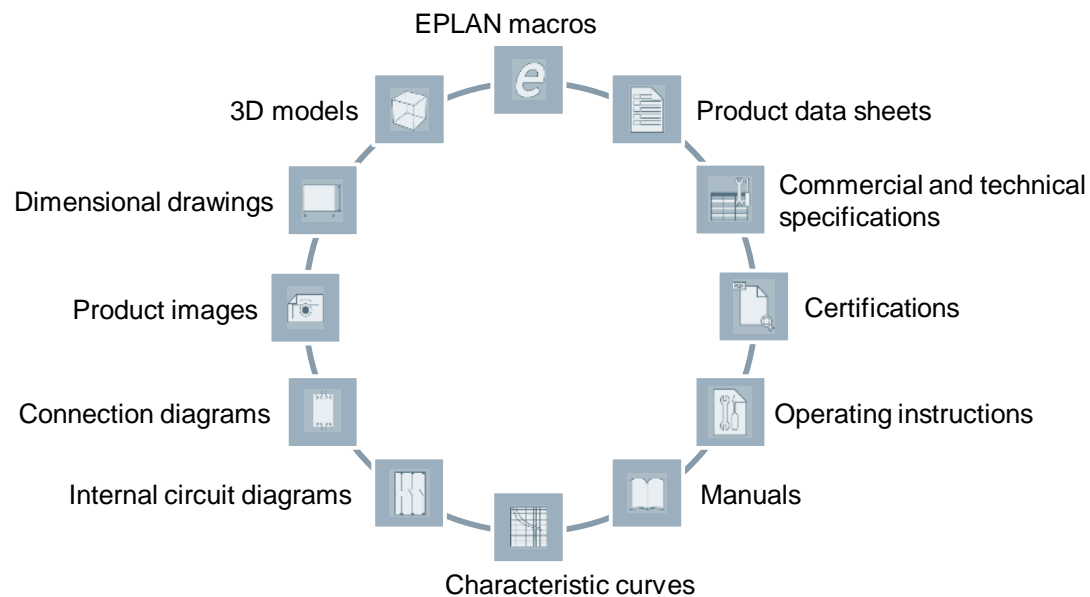 EPLAN macros
3D models
Product data sheets
Dimensional drawings
Commercial and technical
specifications
Product images
Certifications
Connection diagrams
Operating instructions
Internal circuit diagrams
Manuals
Characteristic curves
e